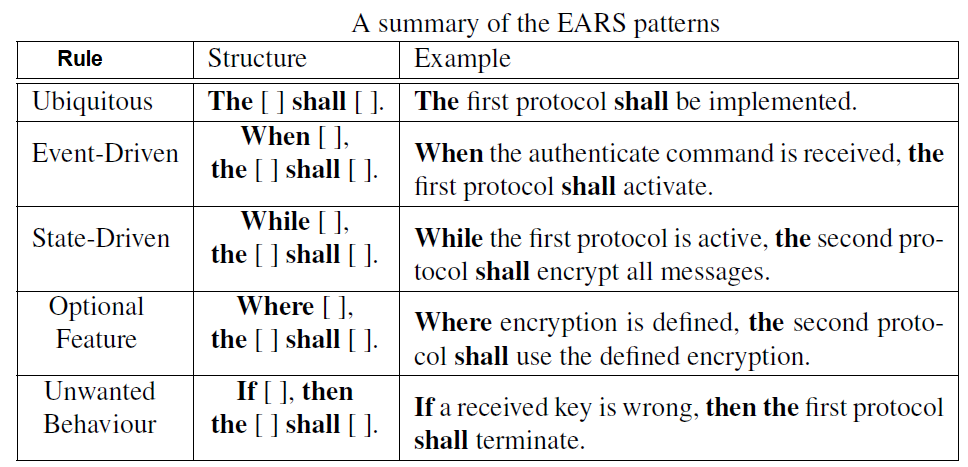 A summary of the EARS patterns
Rule Structure Example
Ubiquitous The [ ] shall [ ]. The first protocol shall be implemented.
Event-Driven When [ ],
the [ ] shall [ ]. When the authenticate command is received, the
first protocol shall activate.
State-Driven While [ ],
the [ ] shall [ ]. While the first protocol is active, the second pro-
tocol shall encrypt all messages.
Optional
Feature Where [ ],
the [ ] shall [ ]. Where encryption is defined, the second proto-
col shall use the defined encryption.
Unwanted
Behaviour If [ ], then
the [ ] shall [ ]. If a received key is wrong, then the first protocol
shall terminate.